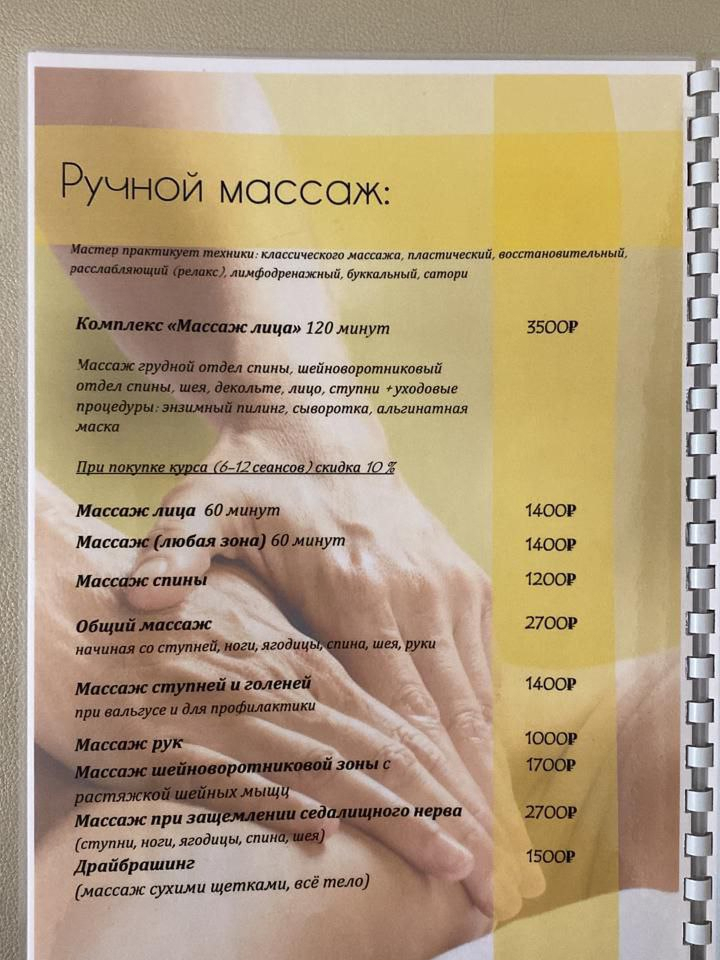 Ручной массаж:
Мастер практикует техники: классического массажа, пластический, восстановительный,
расслабляющий (релакс), лимфодренажный, буккальный, сатори
Комплекс «Массаж лица» 120 минут 3500₽
Массаж грудной отдел спины, шейноворотниковый
отдел спины, шея, декольте, лицо, ступни +уходовые
процедуры: энзимный пилинг, сыворотка, альгинатная
маска
При покупке курса (6-12 сеансов) скидка 10 %
Массаж лица 60 минут 1400₽
Массаж (любая зона) 60 минут 1400₽
Массаж спины 1200₽
Общий массаж 2700₽
начиная со ступней, ноги, ягодицы, спина, шея, руки
Массаж ступней и голеней 1400₽
при вальгусе и для профилактики
Массаж рук 1000₽
Массаж шейноворотниковой зоны с 1700₽
растяжкой шейных мыщц
Массаж при защемлении седалищного нерва 2700₽
(ступни, ноги, ягодицы, спина, шея)
Драйбрашинг 1500₽
(массаж сухими щетками, всё тело)